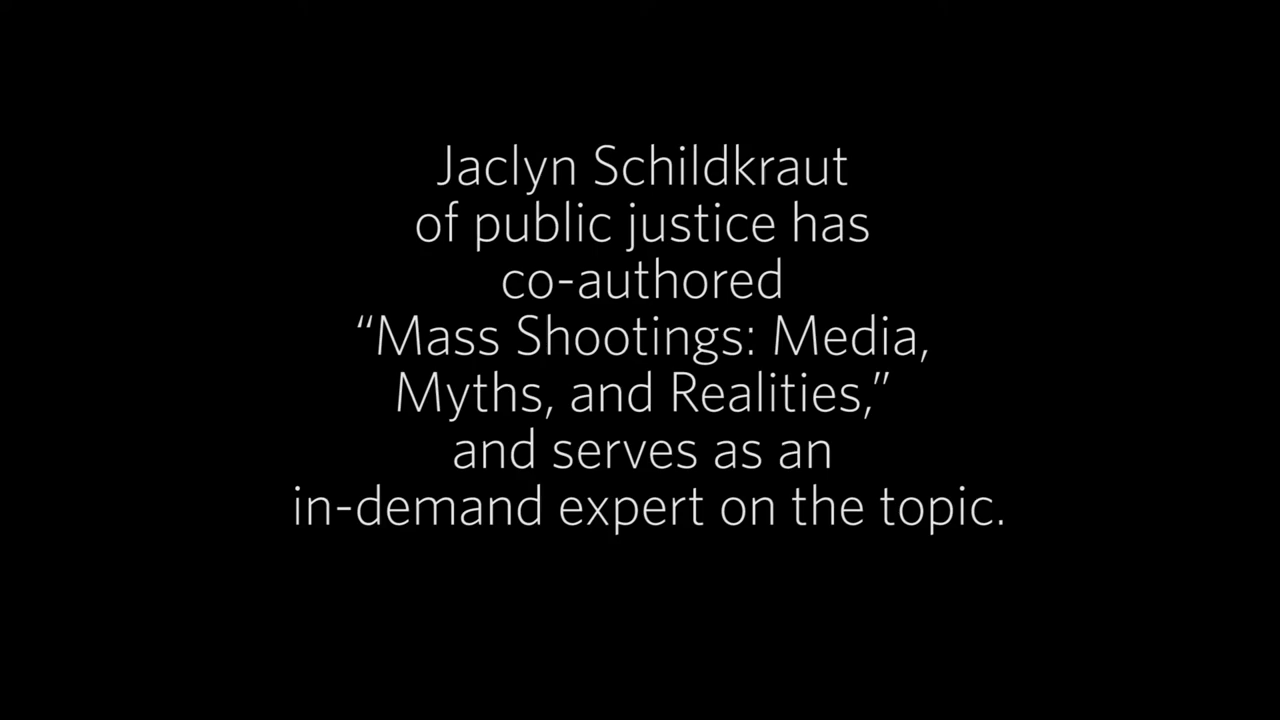 Jaclyn Schildkraut
of public justice has
co-authored
“Mass Shootings: Media,
Myths, and Realities,”
and serves as an
in-demand expert on the topic.